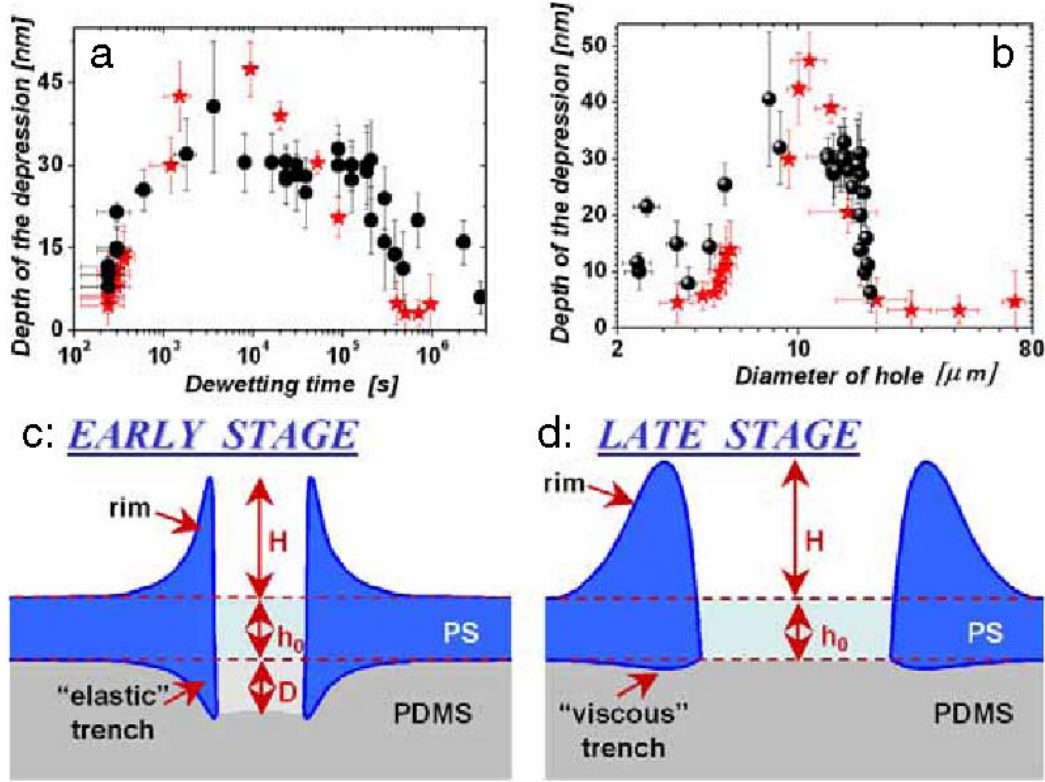 a
Depth of the depression [nm]
45
30
15
0
10² 10³ 10⁴ 10⁵ 10⁶
Dewetting time [s]
b
Depth of the depression [nm]
50
40
30
20
10
0
2 10 80
Diameter of hole [μm]
c: EARLY STAGE
rim
H
h₀
PS
D
"elastic"
trench
PDMS
d: LATE STAGE
rim
H
h₀
PS
"viscous"
trench
PDMS